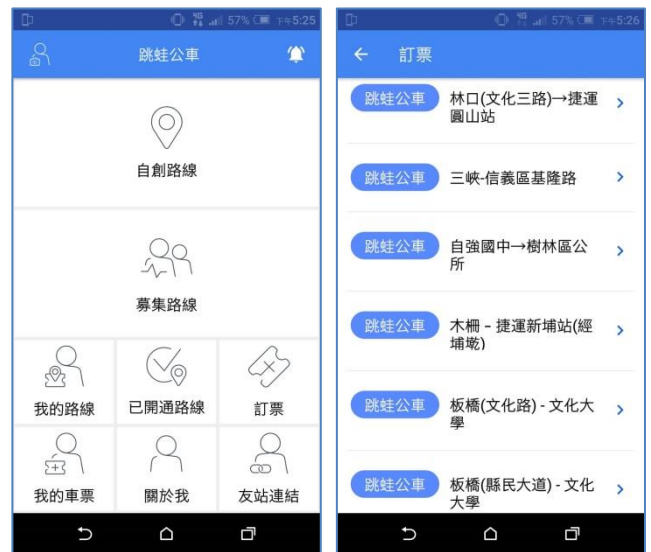 4G 57% 下午5:25
跳蛙公車
自創路線
募集路線
我的路線 已開通路線 訂票
我的車票 關於我 友站連結
4G 57% 下午5:26
訂票
跳蛙公車 林口(文化三路)→捷運
圓山站
跳蛙公車 三峽-信義區基隆路
跳蛙公車 自強國中→樹林區公
所
跳蛙公車 木柵 – 捷運新埔站(經
埔墘)
跳蛙公車 板橋(文化路) - 文化大
學
跳蛙公車 板橋(縣民大道) - 文化
大學